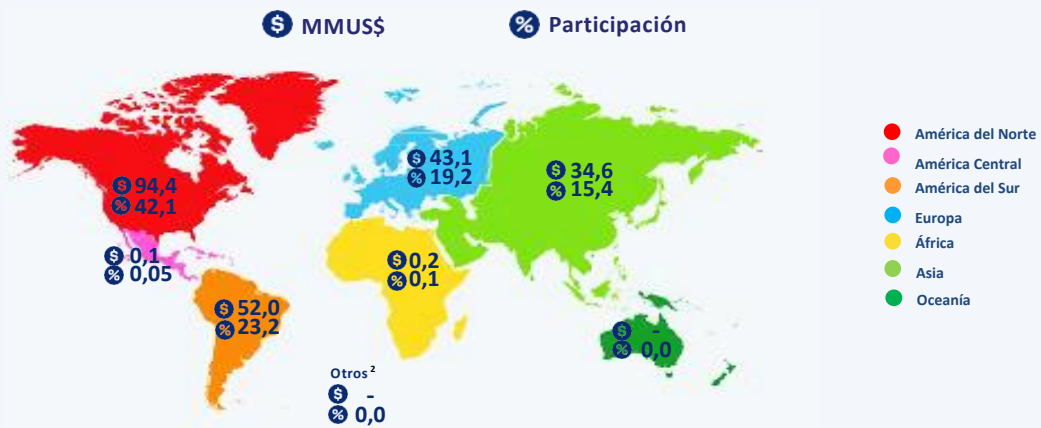 $ MMUS$
% Participación
$ 94,4
% 42,1
$ 0,1
% 0,05
$ 52,0
% 23,2
$ 43,1
% 19,2
$ 0,2
% 0,1
$ 34,6
% 15,4
$ -
% 0,0
Otros ²
$ -
% 0,0
América del Norte
América Central
América del Sur
Europa
África
Asia
Oceanía